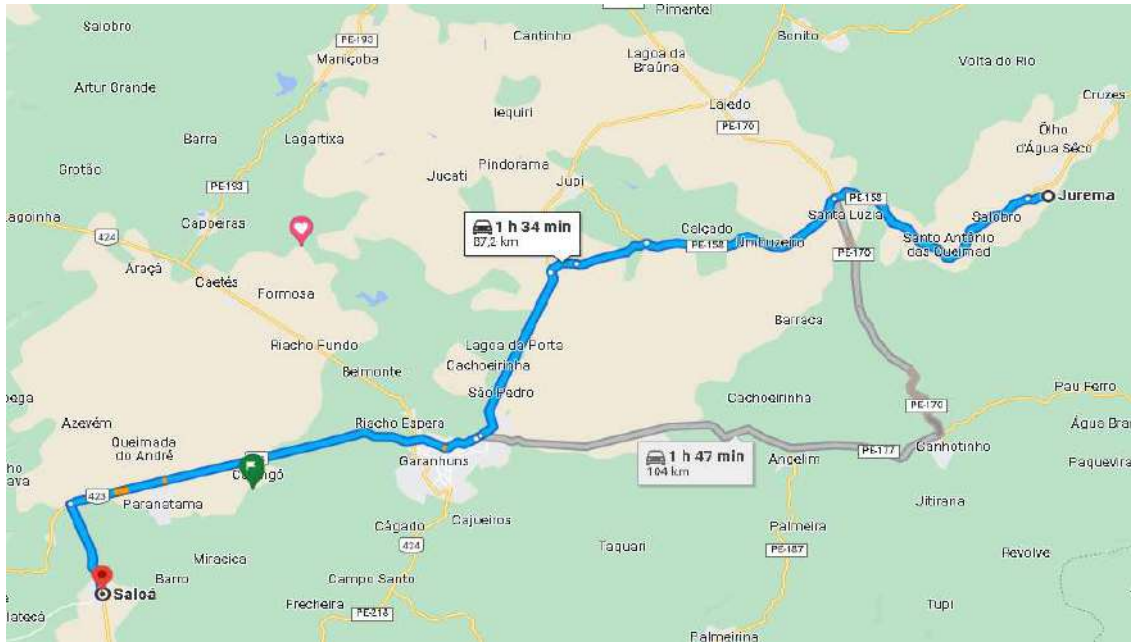 Pimentel
Salobro
PE-193
Cantinho
Benito
Maniçoba
Lagoa da
Braúna
Volta do Rio
Artur Grande
Cruzes
Iequiri
Lajedo
Barra
Lagartixa
PE-170
Ôlho
d'Água Sêco
Pindorama
Grotão
Jucati
Jupi
PE-193
Jurema
PE-158
Lagoinha
Capoeiras
1 h 34 min
87,2 km
Santa Luzia
Salobro
424
Calçado
PE-158
Umbuzeiro
Santo Antônio
das Queimad
Araçá
PE-170
Caetés
Formosa
Barraca
Riacho Fundo
Lagoa da Porta
Cachoeirinha
Belmonte
Pau Ferro
São Pedro
Cachoeirinha
PE-170
Azevém
Riacho Espera
Água Bra
Queimada
do André
Canhotinho
1 h 47 min
104 km
Garanhuns
Angelim
PE-177
Paquevira
423
Paranatama
Jitirana
Cajueiros
Cágado
Palmeira
424
Taquari
Miracica
PE-187
Revolve
Barro
Campo Santo
Saloá
Frecheira
Tupi
PE-218
Palmeirina